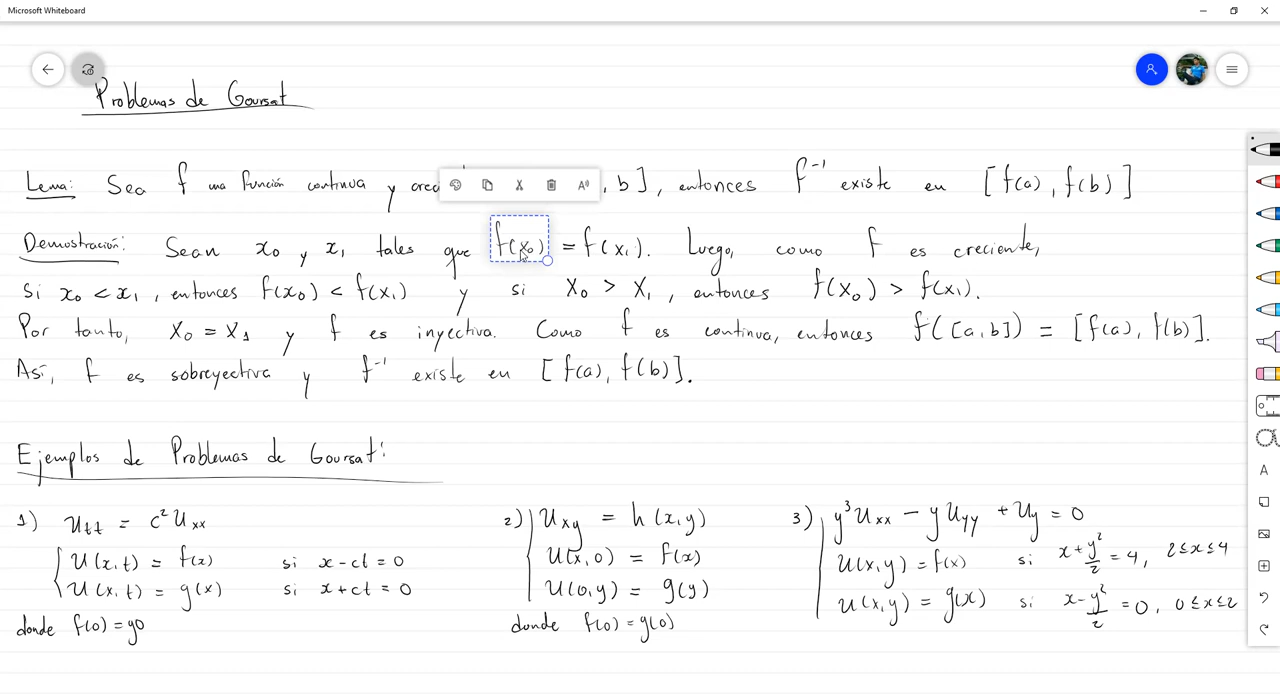 Microsoft Whiteboard
Problemas de Goursat
Lema: Sea f una función continua y , b], entonces f⁻¹ existe en [f(a), f(b)]
Demostración: Sean x₀ y x₁ tales que f(x₀) = f(x₁). Luego, como f es creciente,
Si x₀ < x₁, entonces f(x₀) < f(x₁) y si x₀ > x₁, entonces f(x₀) > f(x₁).
Por tanto, x₀ = x₁ y f es inyectiva. Como f es continua, entonces f([a,b]) = [f(a), f(b)].
Así, f es sobreyectiva y f⁻¹ existe en [f(a), f(b)].
Ejemplos de Problemas de Goursat:
1) u_tt = c² u_xx
u(x,t) = f(x) si x-ct = 0
u(x,t) = g(x) si x+ct = 0
donde f(0) = g0
2) u_xy = h(x,y)
u(x,0) = f(x)
u(0,y) = g(y)
donde f(0) = g(0)
3) y³u_xx - yu_yy + u_y = 0
u(x,y) = f(x) si x + y²/2 = 4, 2≤x≤4
u(x,y) = g(x) si x - y²/2 = 0, 0≤x≤2